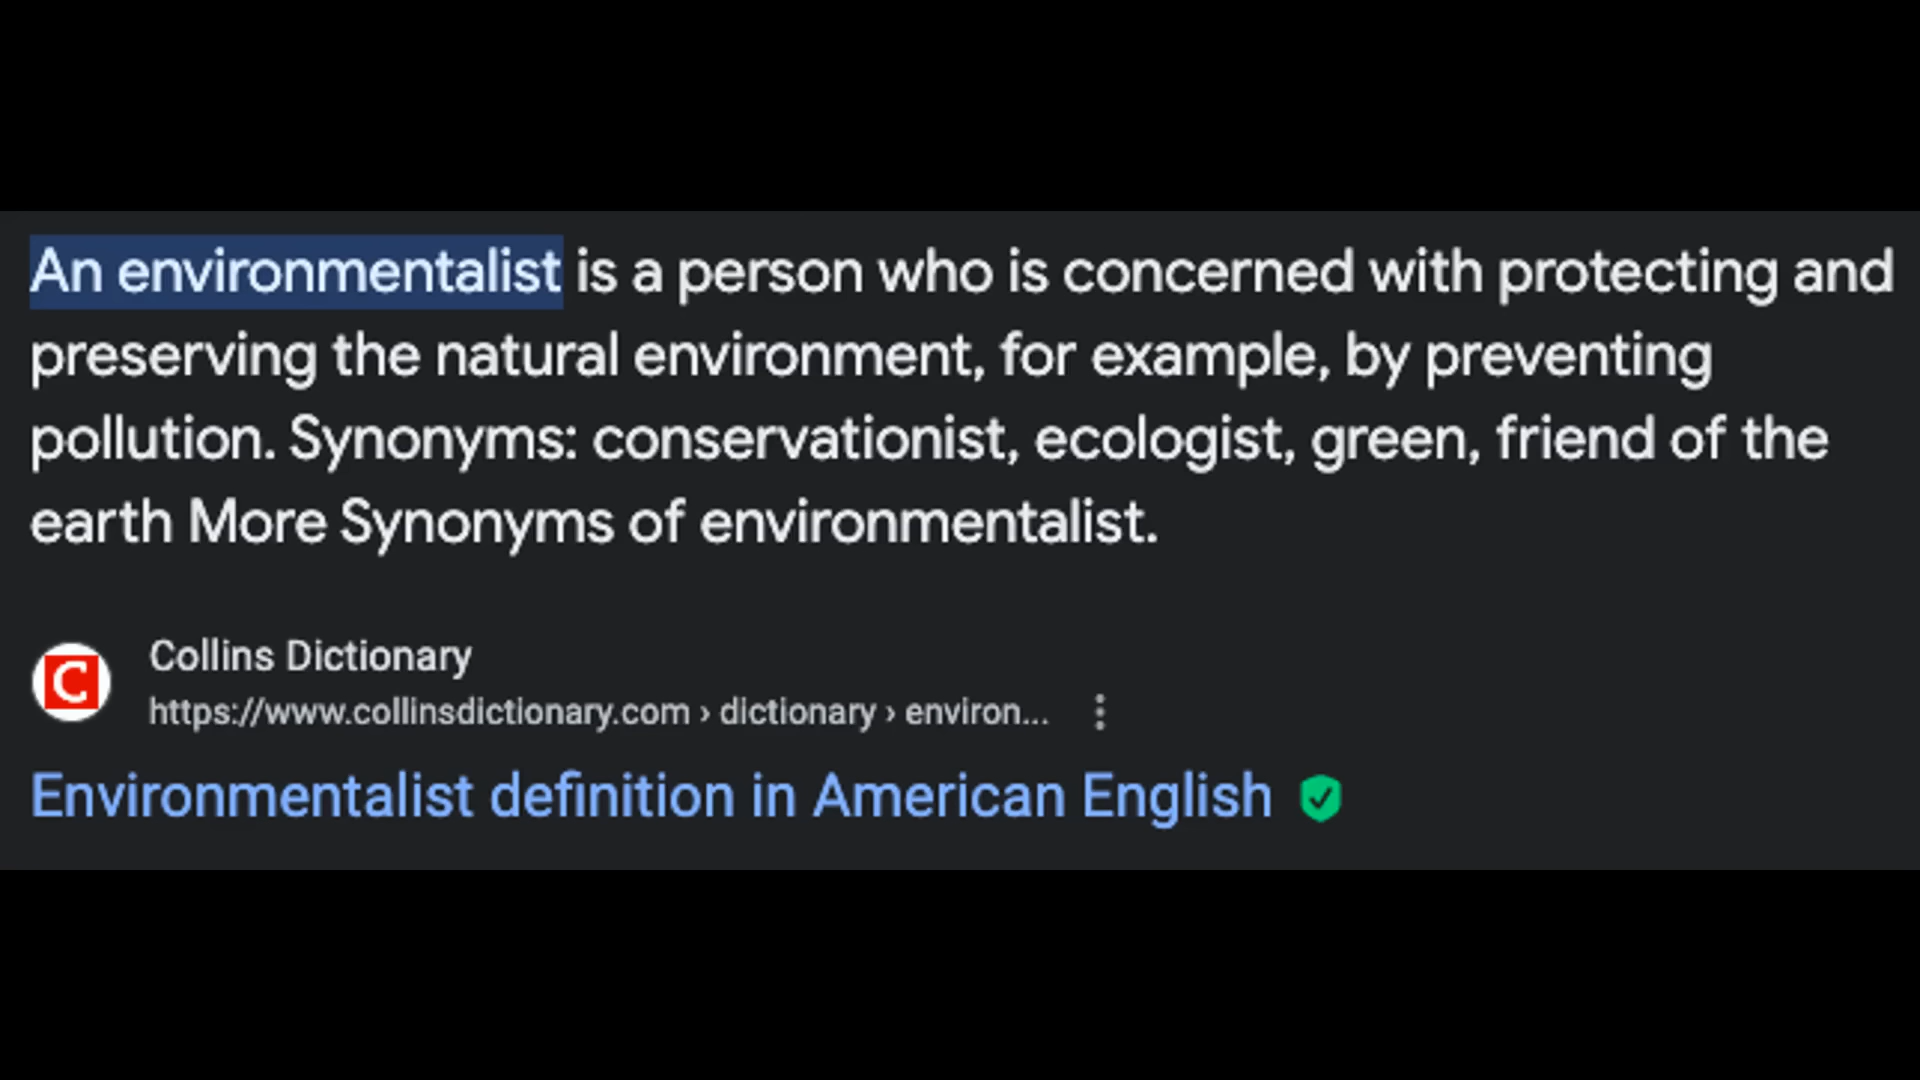 An environmentalist is a person who is concerned with protecting and
preserving the natural environment, for example, by preventing
pollution. Synonyms: conservationist, ecologist, green, friend of the
earth More Synonyms of environmentalist.
C
Collins Dictionary
https://www.collinsdictionary.com › dictionary › environ...
Environmentalist definition in American English